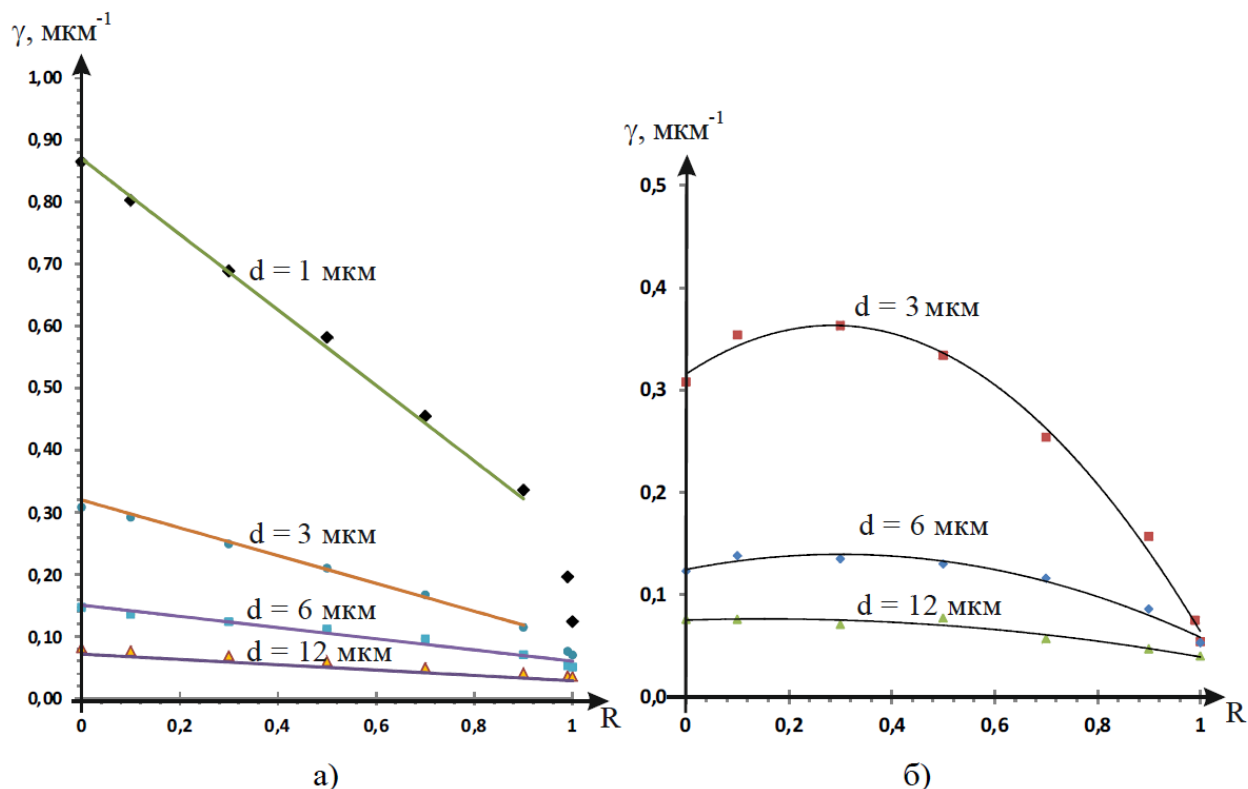 γ, мкм⁻¹
1,00
0,90
0,80
0,70
0,60
0,50
0,40
0,30
0,20
0,10
0,00
d = 1 мкм
d = 3 мкм
d = 6 мкм
d = 12 мкм
0
0,2
0,4
0,6
0,8
1
R
а)
γ, мкм⁻¹
0,5
0,4
0,3
0,2
0,1
0,0
d = 3 мкм
d = 6 мкм
d = 12 мкм
0
0,2
0,4
0,6
0,8
1
R
б)